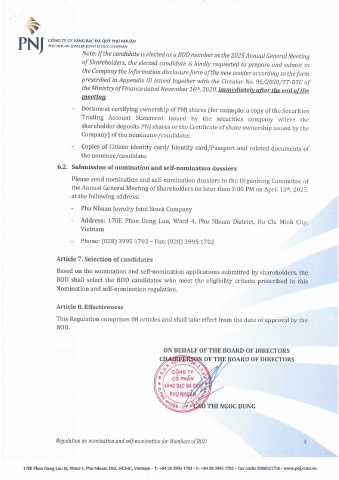 PNJ
CÔNG TY CP VÀNG BẠC ĐÁ QUÝ PHÚ NHUẬN
PHU NHUAN JEWELRY JOINT STOCK COMPANY
Note: If the candidate is elected as a BOD member at the 2025 Annual General Meeting
of Shareholders, the elected candidate is kindly requested to prepare and submit to
the Company the information disclosure form of the new insider according to the form
prescribed in Appendix III issued together with the Circular No. 96/2020/TT-BTC of
the Ministry of Finance dated November 16th, 2020, immediately after the end of the
meeting.
- Document certifying ownership of PNJ shares (for example: a copy of the Securities
Trading Account Statement issued by the securities company where the
shareholder deposits PNJ shares or the Certificate of share ownership issued by the
Company) of the nominator/candidate;
- Copies of Citizen identity card/ Identity card/Passport and related documents of
the nominee/candidate.
6.2. Submission of nomination and self-nomination dossiers
Please send nomination and self-nomination dossiers to the Organizing Committee of
the Annual General Meeting of Shareholders no later than 3:00 PM on April 15th, 2025,
at the following address:
- Phu Nhuan Jewelry Joint Stock Company
- Address: 170E Phan Dang Luu, Ward 4, Phu Nhuan District, Ho Chi Minh City,
Vietnam
- Phone: (028) 3995 1703 – Fax: (028) 3995 1702
Article 7. Selection of candidates
Based on the nomination and self-nomination applications submitted by shareholders, the
BOD shall select the BOD candidates who meet the eligibility criteria prescribed in this
Nomination and self-nomination regulation.
Article 8. Effectiveness
This Regulation comprises 08 articles and shall take effect from the date of approval by the
BOD.
ON BEHALF OF THE BOARD OF DIRECTORS
CHAIRPERSON OF THE BOARD OF DIRECTORS
CÔNG TY
CỔ PHẦN
VÀNG BẠC ĐÁ QUÝ
PHÚ NHUẬN
CAO THI NGOC DUNG
Regulation on nomination and self-nomination for Members of BOD
170E Phan Dang Luu St, Ward 4, Phu Nhuan Dist, HCMC, Vietnam - T: +84 28 3995 1703 - F: +84 28 3995 1702 - Tax code: 0300521758 - www.pnj.com.vn